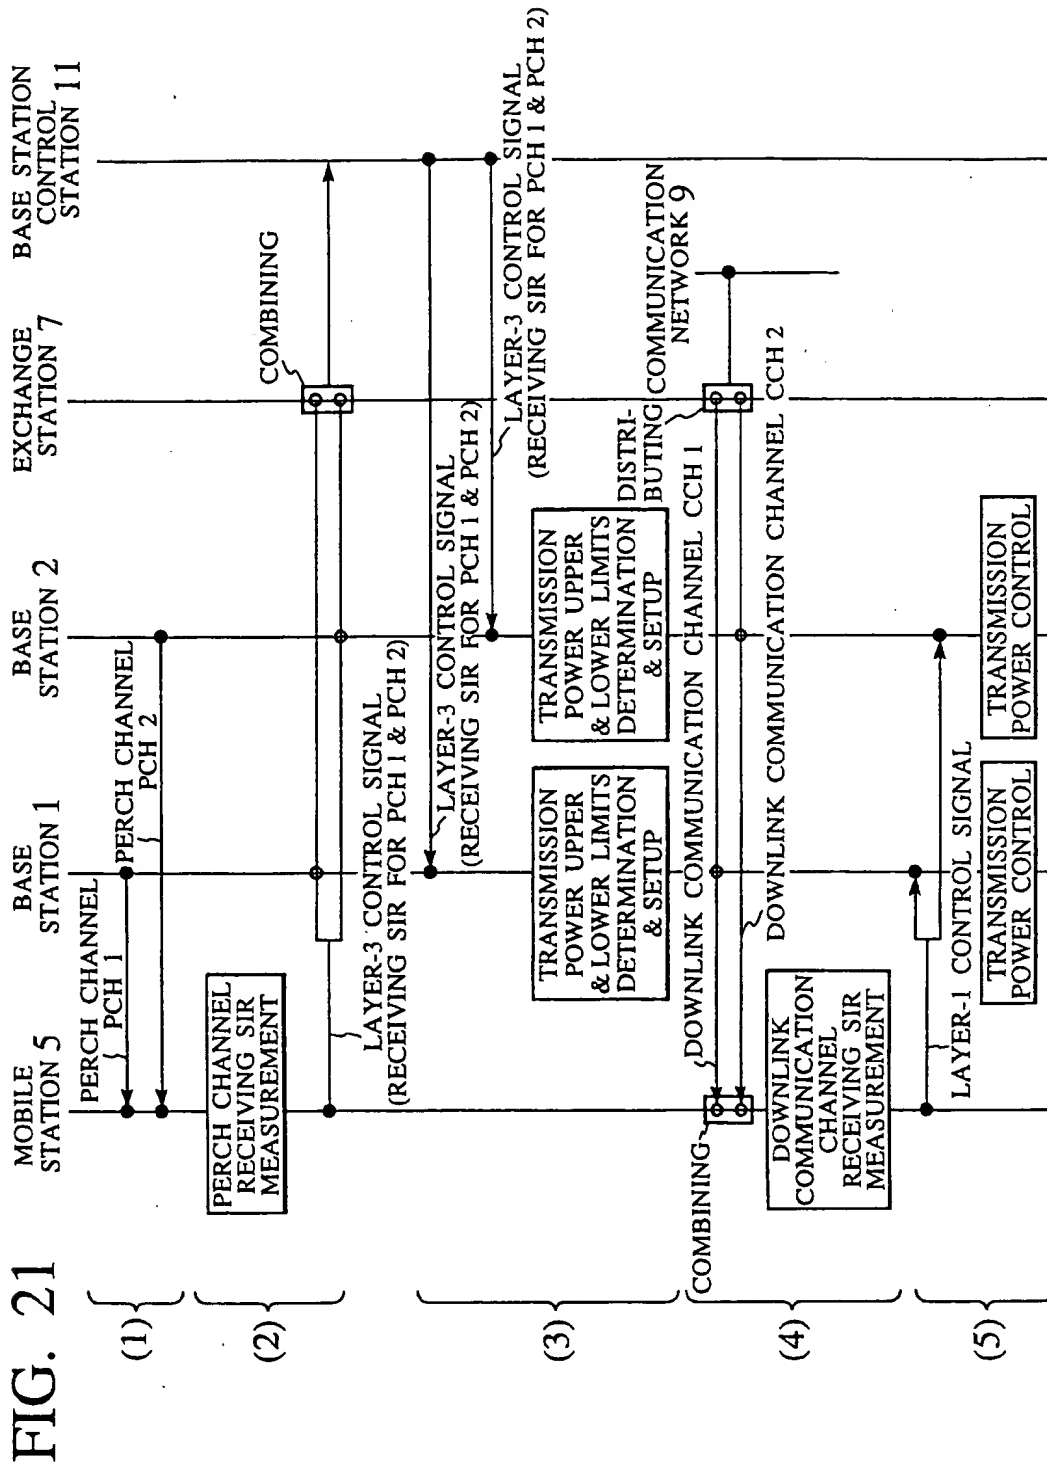 FIG. 21
MOBILE
STATION 5
BASE
STATION 1
BASE
STATION 2
EXCHANGE
STATION 7
BASE STATION
CONTROL
STATION 11
(1)
PERCH CHANNEL
PCH 1
PERCH CHANNEL
PCH 2
(2)
PERCH CHANNEL
RECEIVING SIR
MEASUREMENT
COMBINING
LAYER-3 CONTROL SIGNAL
(RECEIVING SIR FOR PCH 1 & PCH 2)
(3)
LAYER-3 CONTROL SIGNAL
(RECEIVING SIR FOR PCH 1 & PCH 2)
LAYER-3 CONTROL SIGNAL
(RECEIVING SIR FOR PCH 1 & PCH 2)
TRANSMISSION
POWER UPPER
& LOWER LIMITS
DETERMINATION
& SETUP
TRANSMISSION
POWER UPPER
& LOWER LIMITS
DETERMINATION
& SETUP
DISTRI-
BUTING
COMMUNICATION
NETWORK 9
(4)
COMBINING
DOWNLINK COMMUNICATION CHANNEL CCH 1
DOWNLINK COMMUNICATION CHANNEL CCH 2
DOWNLINK
COMMUNICATION
CHANNEL
RECEIVING SIR
MEASUREMENT
(5)
LAYER-1 CONTROL SIGNAL
TRANSMISSION
POWER CONTROL
TRANSMISSION
POWER CONTROL